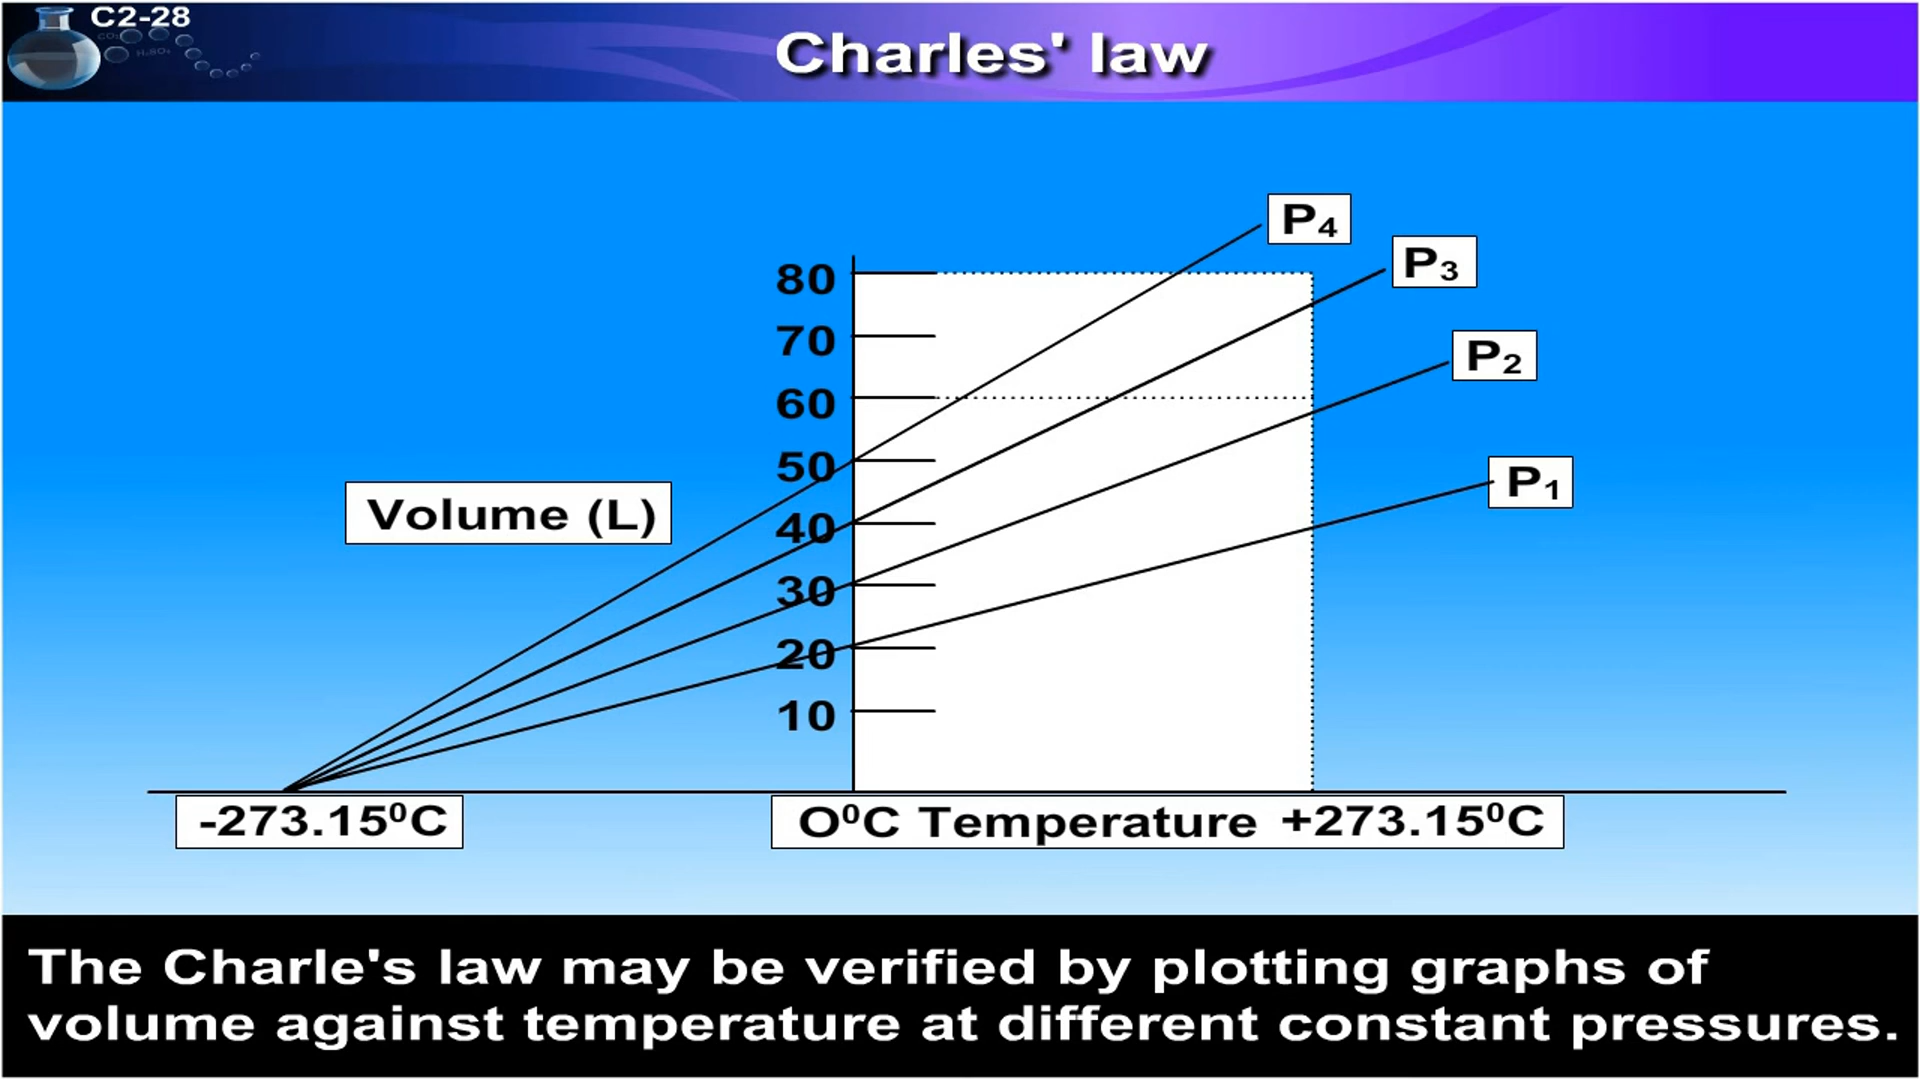 C2-28
CO₂
H₂SO₄
Charles' law
P₄
P₃
P₂
P₁
80
70
60
50
40
30
20
10
Volume (L)
-273.15⁰C
O⁰C Temperature +273.15⁰C
The Charle's law may be verified by plotting graphs of
volume against temperature at different constant pressures.